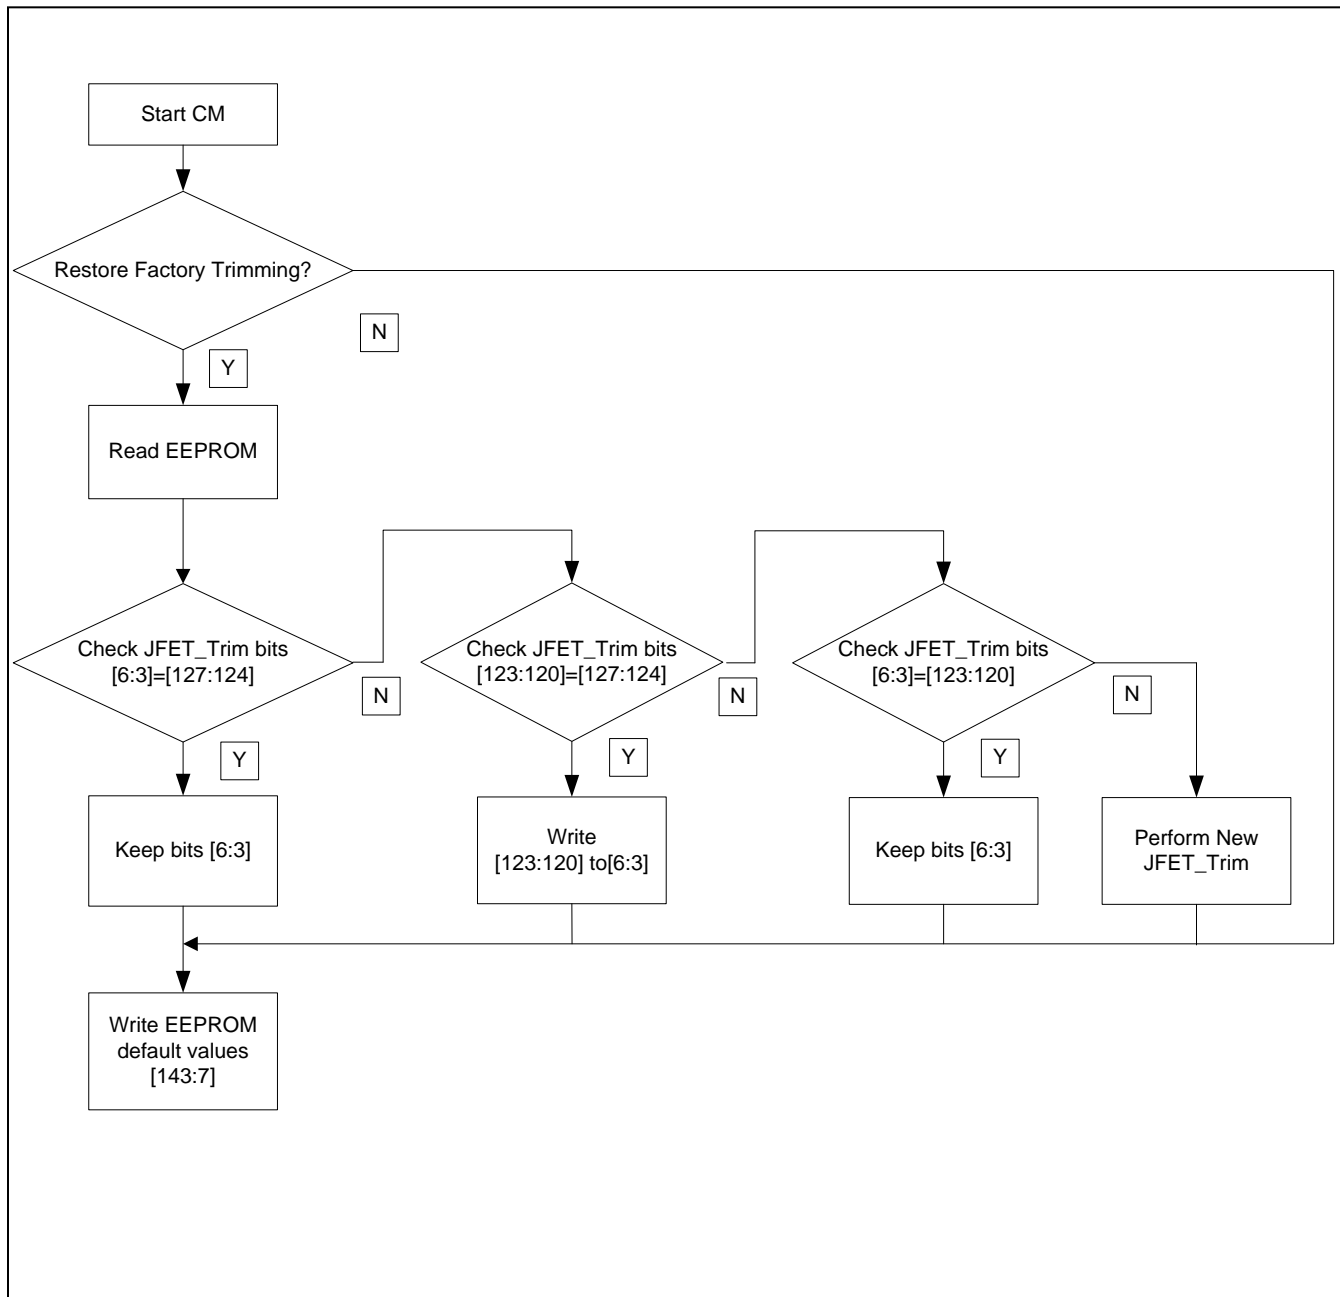 Start CM
Restore Factory Trimming?
N
Y
Read EEPROM
Check JFET_Trim bits
[6:3]=[127:124]
N
Check JFET_Trim bits
[123:120]=[127:124]
N
Check JFET_Trim bits
[6:3]=[123:120]
N
Y
Y
Y
Keep bits [6:3]
Write
[123:120] to[6:3]
Keep bits [6:3]
Perform New
JFET_Trim
Write EEPROM
default values
[143:7]